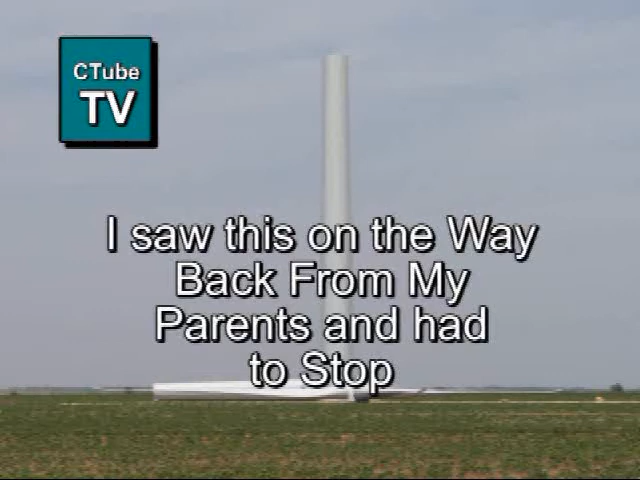 CTube
TV
I saw this on the Way
Back From My
Parents and had
to Stop